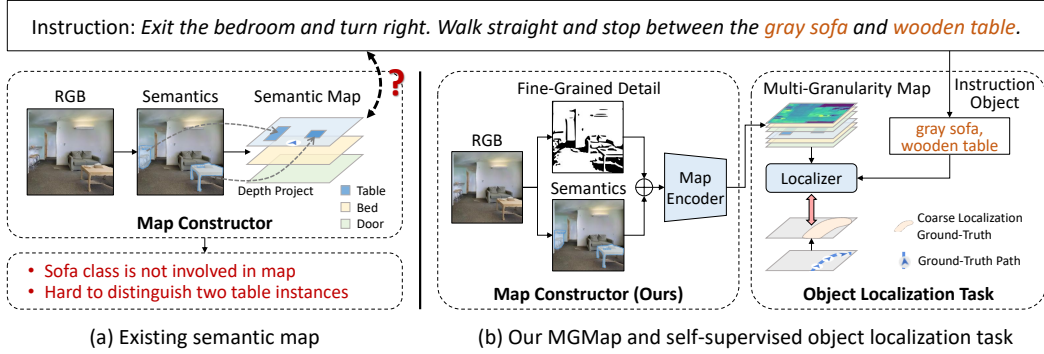 Instruction: Exit the bedroom and turn right. Walk straight and stop between the gray sofa and wooden table.
RGB
Semantics
Semantic Map
?
Depth Project
Table
Bed
Door
Map Constructor
• Sofa class is not involved in map
• Hard to distinguish two table instances
(a) Existing semantic map
Fine-Grained Detail
RGB
Semantics
Map
Encoder
Map Constructor (Ours)
Multi-Granularity Map
Instruction
Object
gray sofa,
wooden table
Localizer
Coarse Localization
Ground-Truth
Ground-Truth Path
Object Localization Task
(b) Our MGMap and self-supervised object localization task